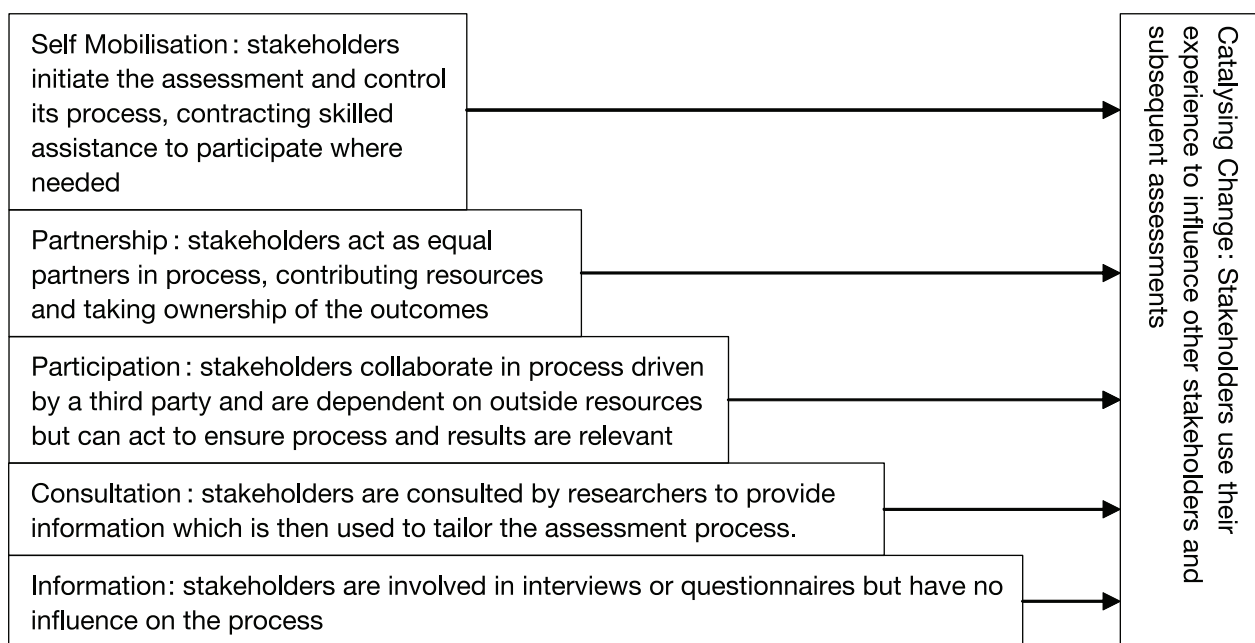 Self Mobilisation : stakeholders
initiate the assessment and control
its process, contracting skilled
assistance to participate where
needed
Partnership : stakeholders act as equal
partners in process, contributing resources
and taking ownership of the outcomes
Participation : stakeholders collaborate in process driven
by a third party and are dependent on outside resources
but can act to ensure process and results are relevant
Consultation : stakeholders are consulted by researchers to provide
information which is then used to tailor the assessment process.
Information: stakeholders are involved in interviews or questionnaires but have no
influence on the process
Catalysing Change: Stakeholders use their
experience to influence other stakeholders and
subsequent assessments